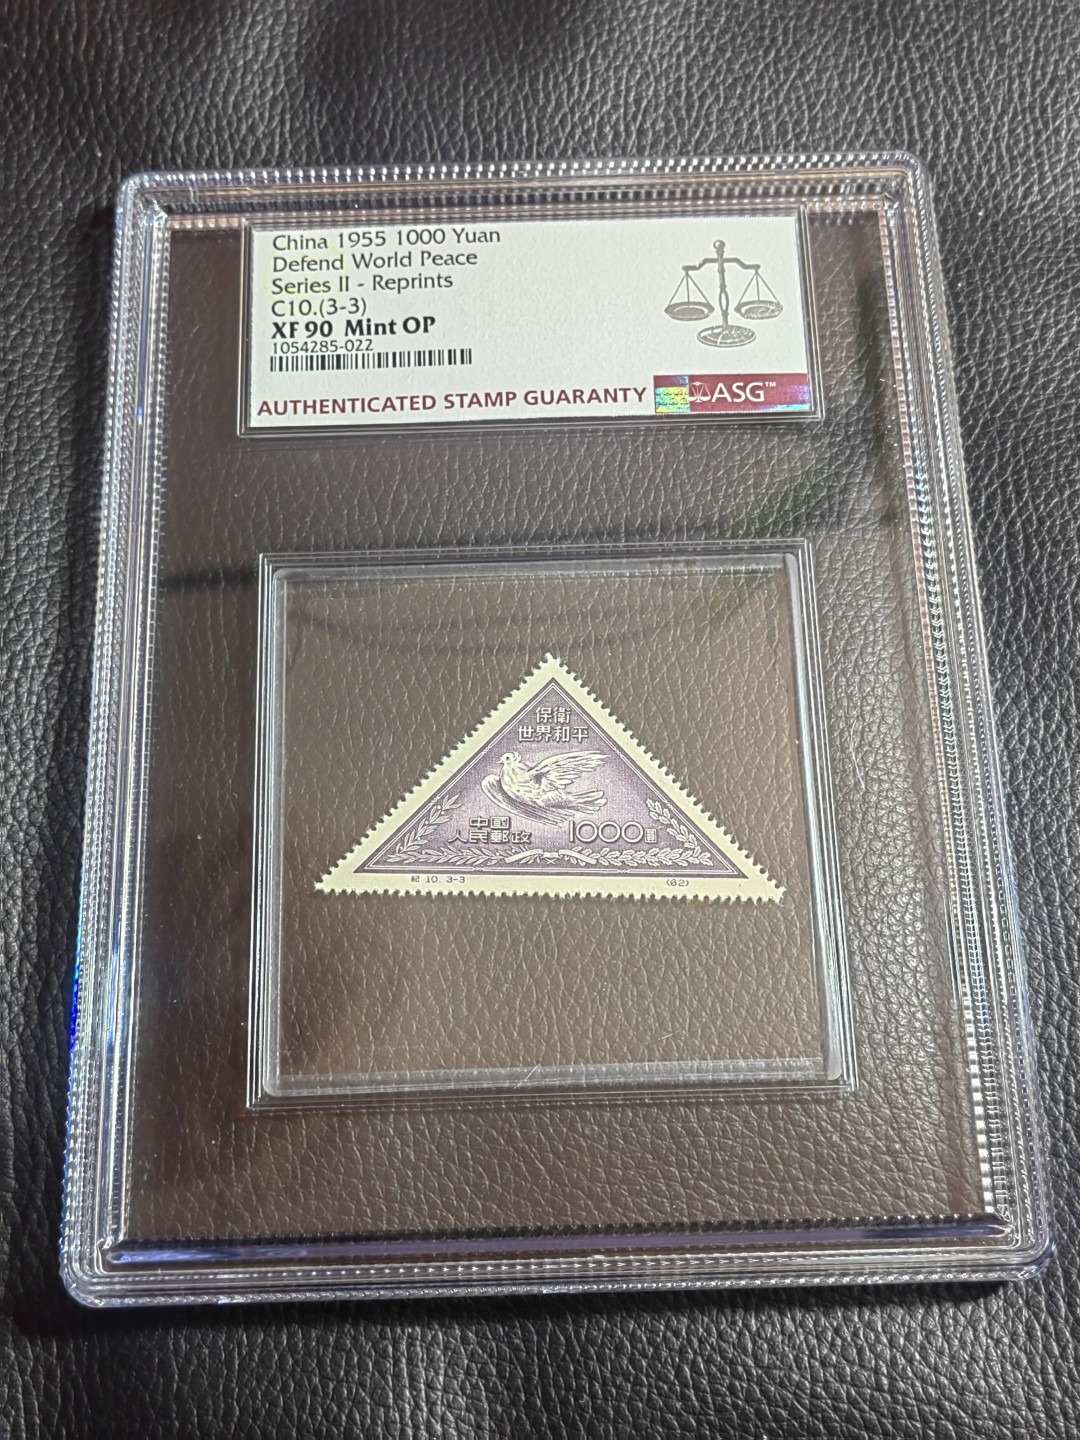 China 1955 1000 Yuan
Defend World Peace
Series II - Reprints
C10.(3-3)
XF 90 Mint OP
1054285-022
AUTHENTICATED STAMP GUARANTY
ASG™
保衛
世界和平
中國
人民郵政
1000圓
紀 10. 3-3
(62)